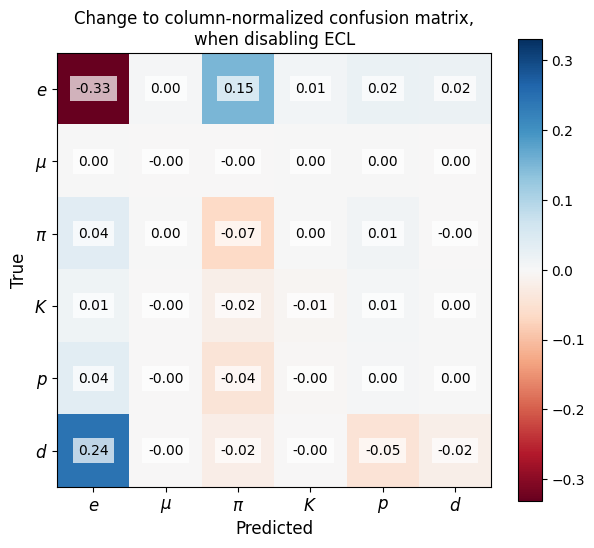 Change to column-normalized confusion matrix,
when disabling ECL
e -0.33 0.00 0.15 0.01 0.02 0.02
μ 0.00 -0.00 -0.00 0.00 0.00 0.00
π 0.04 0.00 -0.07 0.00 0.01 -0.00
K 0.01 -0.00 -0.02 -0.01 0.01 0.00
p 0.04 -0.00 -0.04 -0.00 0.00 0.00
d 0.24 -0.00 -0.02 -0.00 -0.05 -0.02
e μ π K p d
True
Predicted
0.3
0.2
0.1
0.0
−0.1
−0.2
−0.3